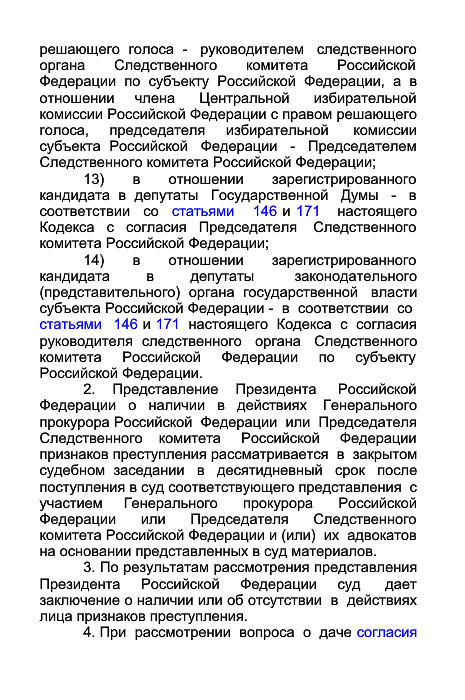 решающего голоса - руководителем следственного
органа Следственного комитета Российской
Федерации по субъекту Российской Федерации, а в
отношении члена Центральной избирательной
комиссии Российской Федерации с правом решающего
голоса, председателя избирательной комиссии
субъекта Российской Федерации - Председателем
Следственного комитета Российской Федерации;
13) в отношении зарегистрированного
кандидата в депутаты Государственной Думы - в
соответствии со статьями 146 и 171 настоящего
Кодекса с согласия Председателя Следственного
комитета Российской Федерации;
14) в отношении зарегистрированного
кандидата в депутаты законодательного
(представительного) органа государственной власти
субъекта Российской Федерации - в соответствии со
статьями 146 и 171 настоящего Кодекса с согласия
руководителя следственного органа Следственного
комитета Российской Федерации по субъекту
Российской Федерации.
2. Представление Президента Российской
Федерации о наличии в действиях Генерального
прокурора Российской Федерации или Председателя
Следственного комитета Российской Федерации
признаков преступления рассматривается в закрытом
судебном заседании в десятидневный срок после
поступления в суд соответствующего представления с
участием Генерального прокурора Российской
Федерации или Председателя Следственного
комитета Российской Федерации и (или) их адвокатов
на основании представленных в суд материалов.
3. По результатам рассмотрения представления
Президента Российской Федерации суд дает
заключение о наличии или об отсутствии в действиях
лица признаков преступления.
4. При рассмотрении вопроса о даче согласия